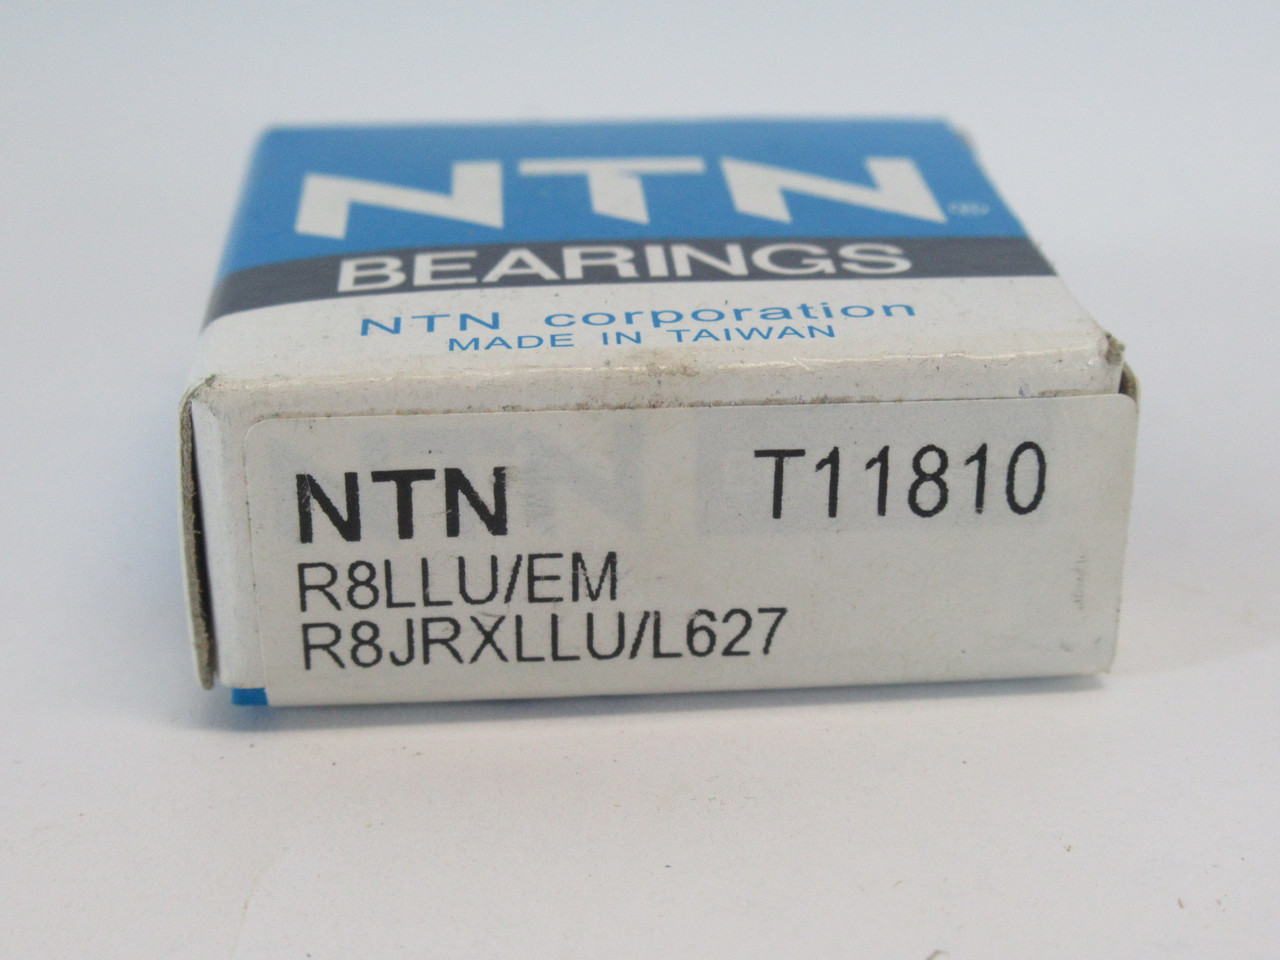 NTN®
BEARINGS
NTN corporation
MADE IN TAIWAN
NTN T11810
R8LLU/EM
R8JRXLLU/L627